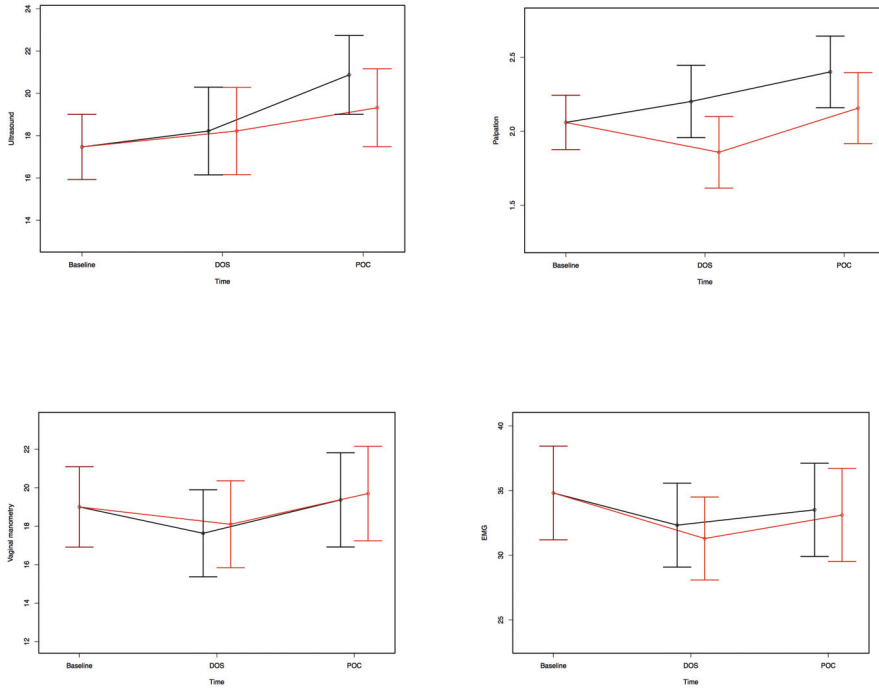 24
22
20
18
16
14
Ultrasound
Baseline DOS POC
Time
2.5
2.0
1.5
Palpation
Baseline DOS POC
Time
22
20
18
16
14
12
Vaginal manometry
Baseline DOS POC
Time
40
35
30
25
EMG
Baseline DOS POC
Time